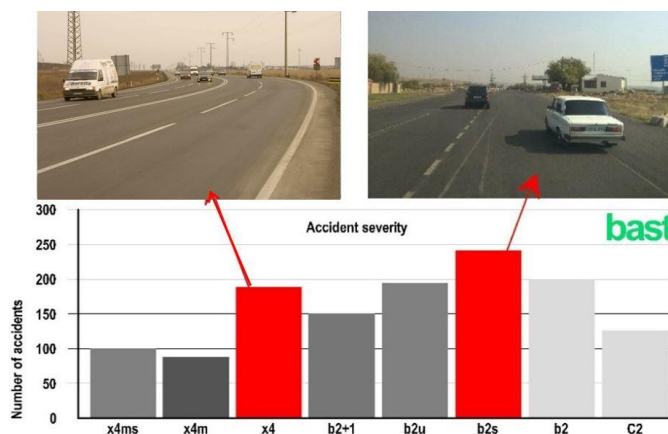 Accident severity
bast
Number of accidents
300
250
200
150
100
50
0
x4ms x4m x4 b2+1 b2u b2s b2 C2